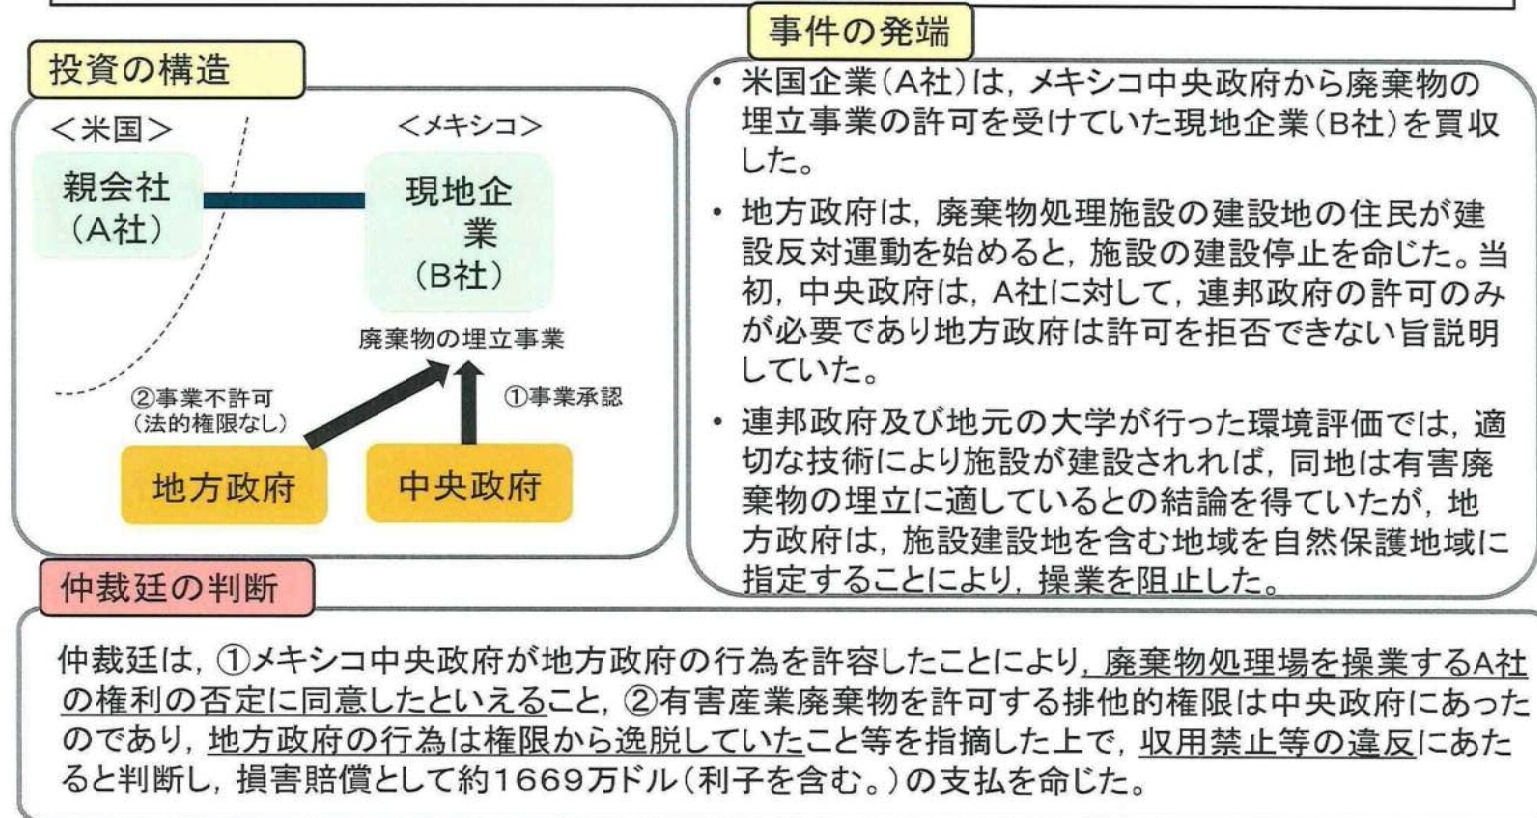 投資の構造
<米国>
<メキシコ>
親会社
(A社)
現地企
業
(B社)
廃棄物の埋立事業
②事業不許可
(法的権限なし)
①事業承認
地方政府
中央政府
事件の発端
・ 米国企業(A社)は,メキシコ中央政府から廃棄物の
埋立事業の許可を受けていた現地企業(B社)を買収
した。
・ 地方政府は,廃棄物処理施設の建設地の住民が建
設反対運動を始めると,施設の建設停止を命じた。当
初,中央政府は,A社に対して,連邦政府の許可のみ
が必要であり地方政府は許可を拒否できない旨説明
していた。
・ 連邦政府及び地元の大学が行った環境評価では,適
切な技術により施設が建設されれば,同地は有害廃
棄物の埋立に適しているとの結論を得ていたが,地
方政府は,施設建設地を含む地域を自然保護地域に
指定することにより,操業を阻止した。
仲裁廷の判断
仲裁廷は,①メキシコ中央政府が地方政府の行為を許容したことにより,廃棄物処理場を操業するA社
の権利の否定に同意したといえること,②有害産業廃棄物を許可する排他的権限は中央政府にあった
のであり,地方政府の行為は権限から逸脱していたこと等を指摘した上で,収用禁止等の違反にあた
ると判断し,損害賠償として約1669万ドル(利子を含む。)の支払を命じた。